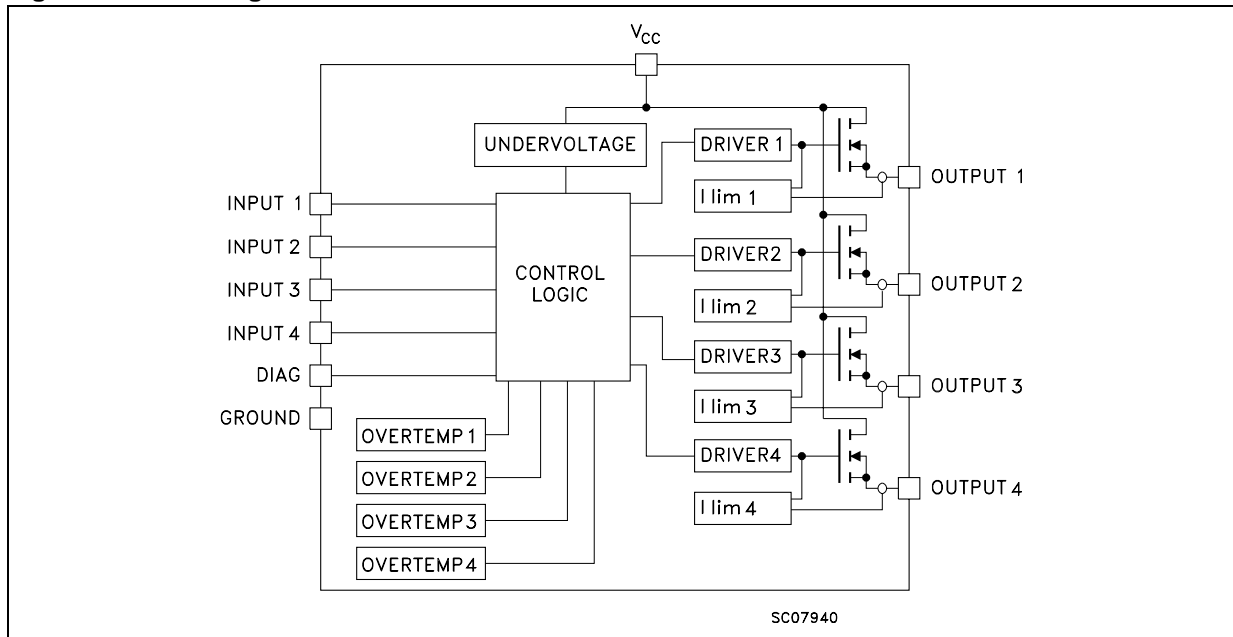 VCC
UNDERVOLTAGE
DRIVER 1
I lim 1
OUTPUT 1
INPUT 1
INPUT 2
INPUT 3
INPUT 4
DIAG
GROUND
CONTROL
LOGIC
DRIVER2
I lim 2
OUTPUT 2
DRIVER3
I lim 3
OUTPUT 3
DRIVER4
I lim 4
OUTPUT 4
OVERTEMP 1
OVERTEMP 2
OVERTEMP 3
OVERTEMP 4
SC07940